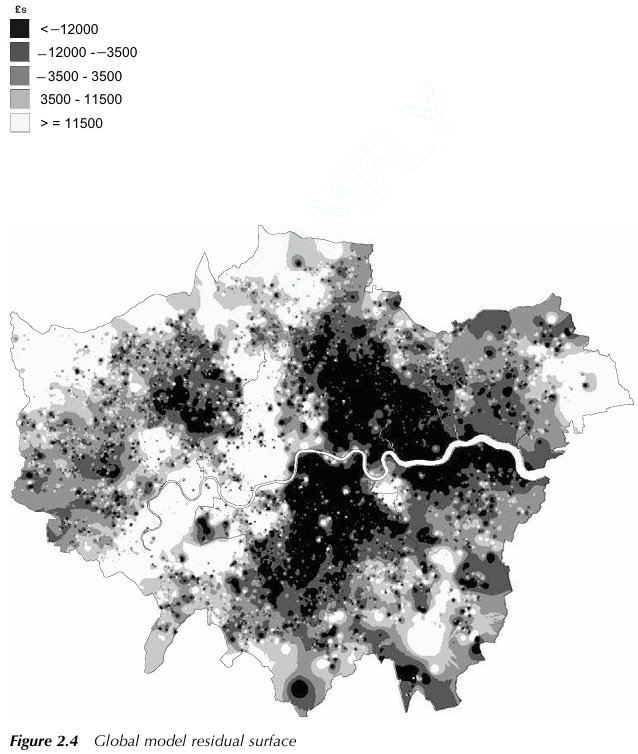 £s
<−12000
−12000 -−3500
−3500 - 3500
3500 - 11500
> = 11500
Figure 2.4 Global model residual surface